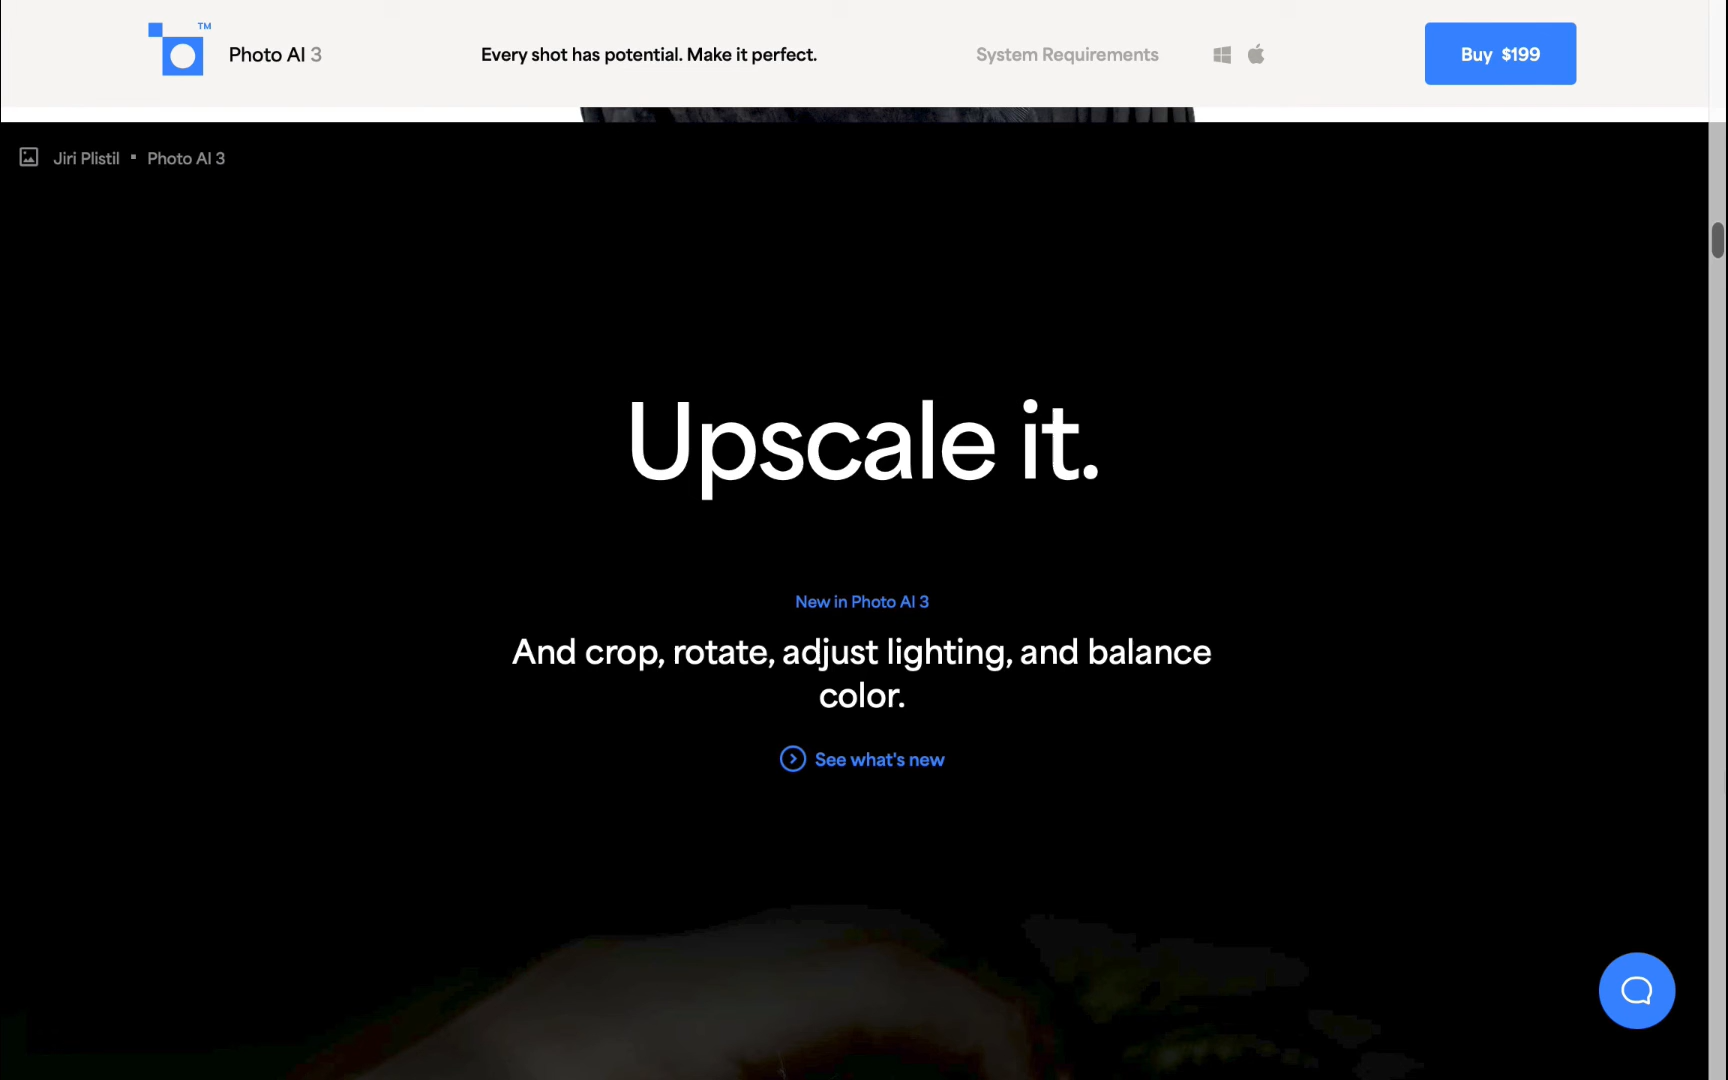 TM
Photo AI 3
Every shot has potential. Make it perfect.
System Requirements
Buy $199
Jiri Plistil ▪ Photo AI 3
Upscale it.
New in Photo AI 3
And crop, rotate, adjust lighting, and balance
color.
See what's new